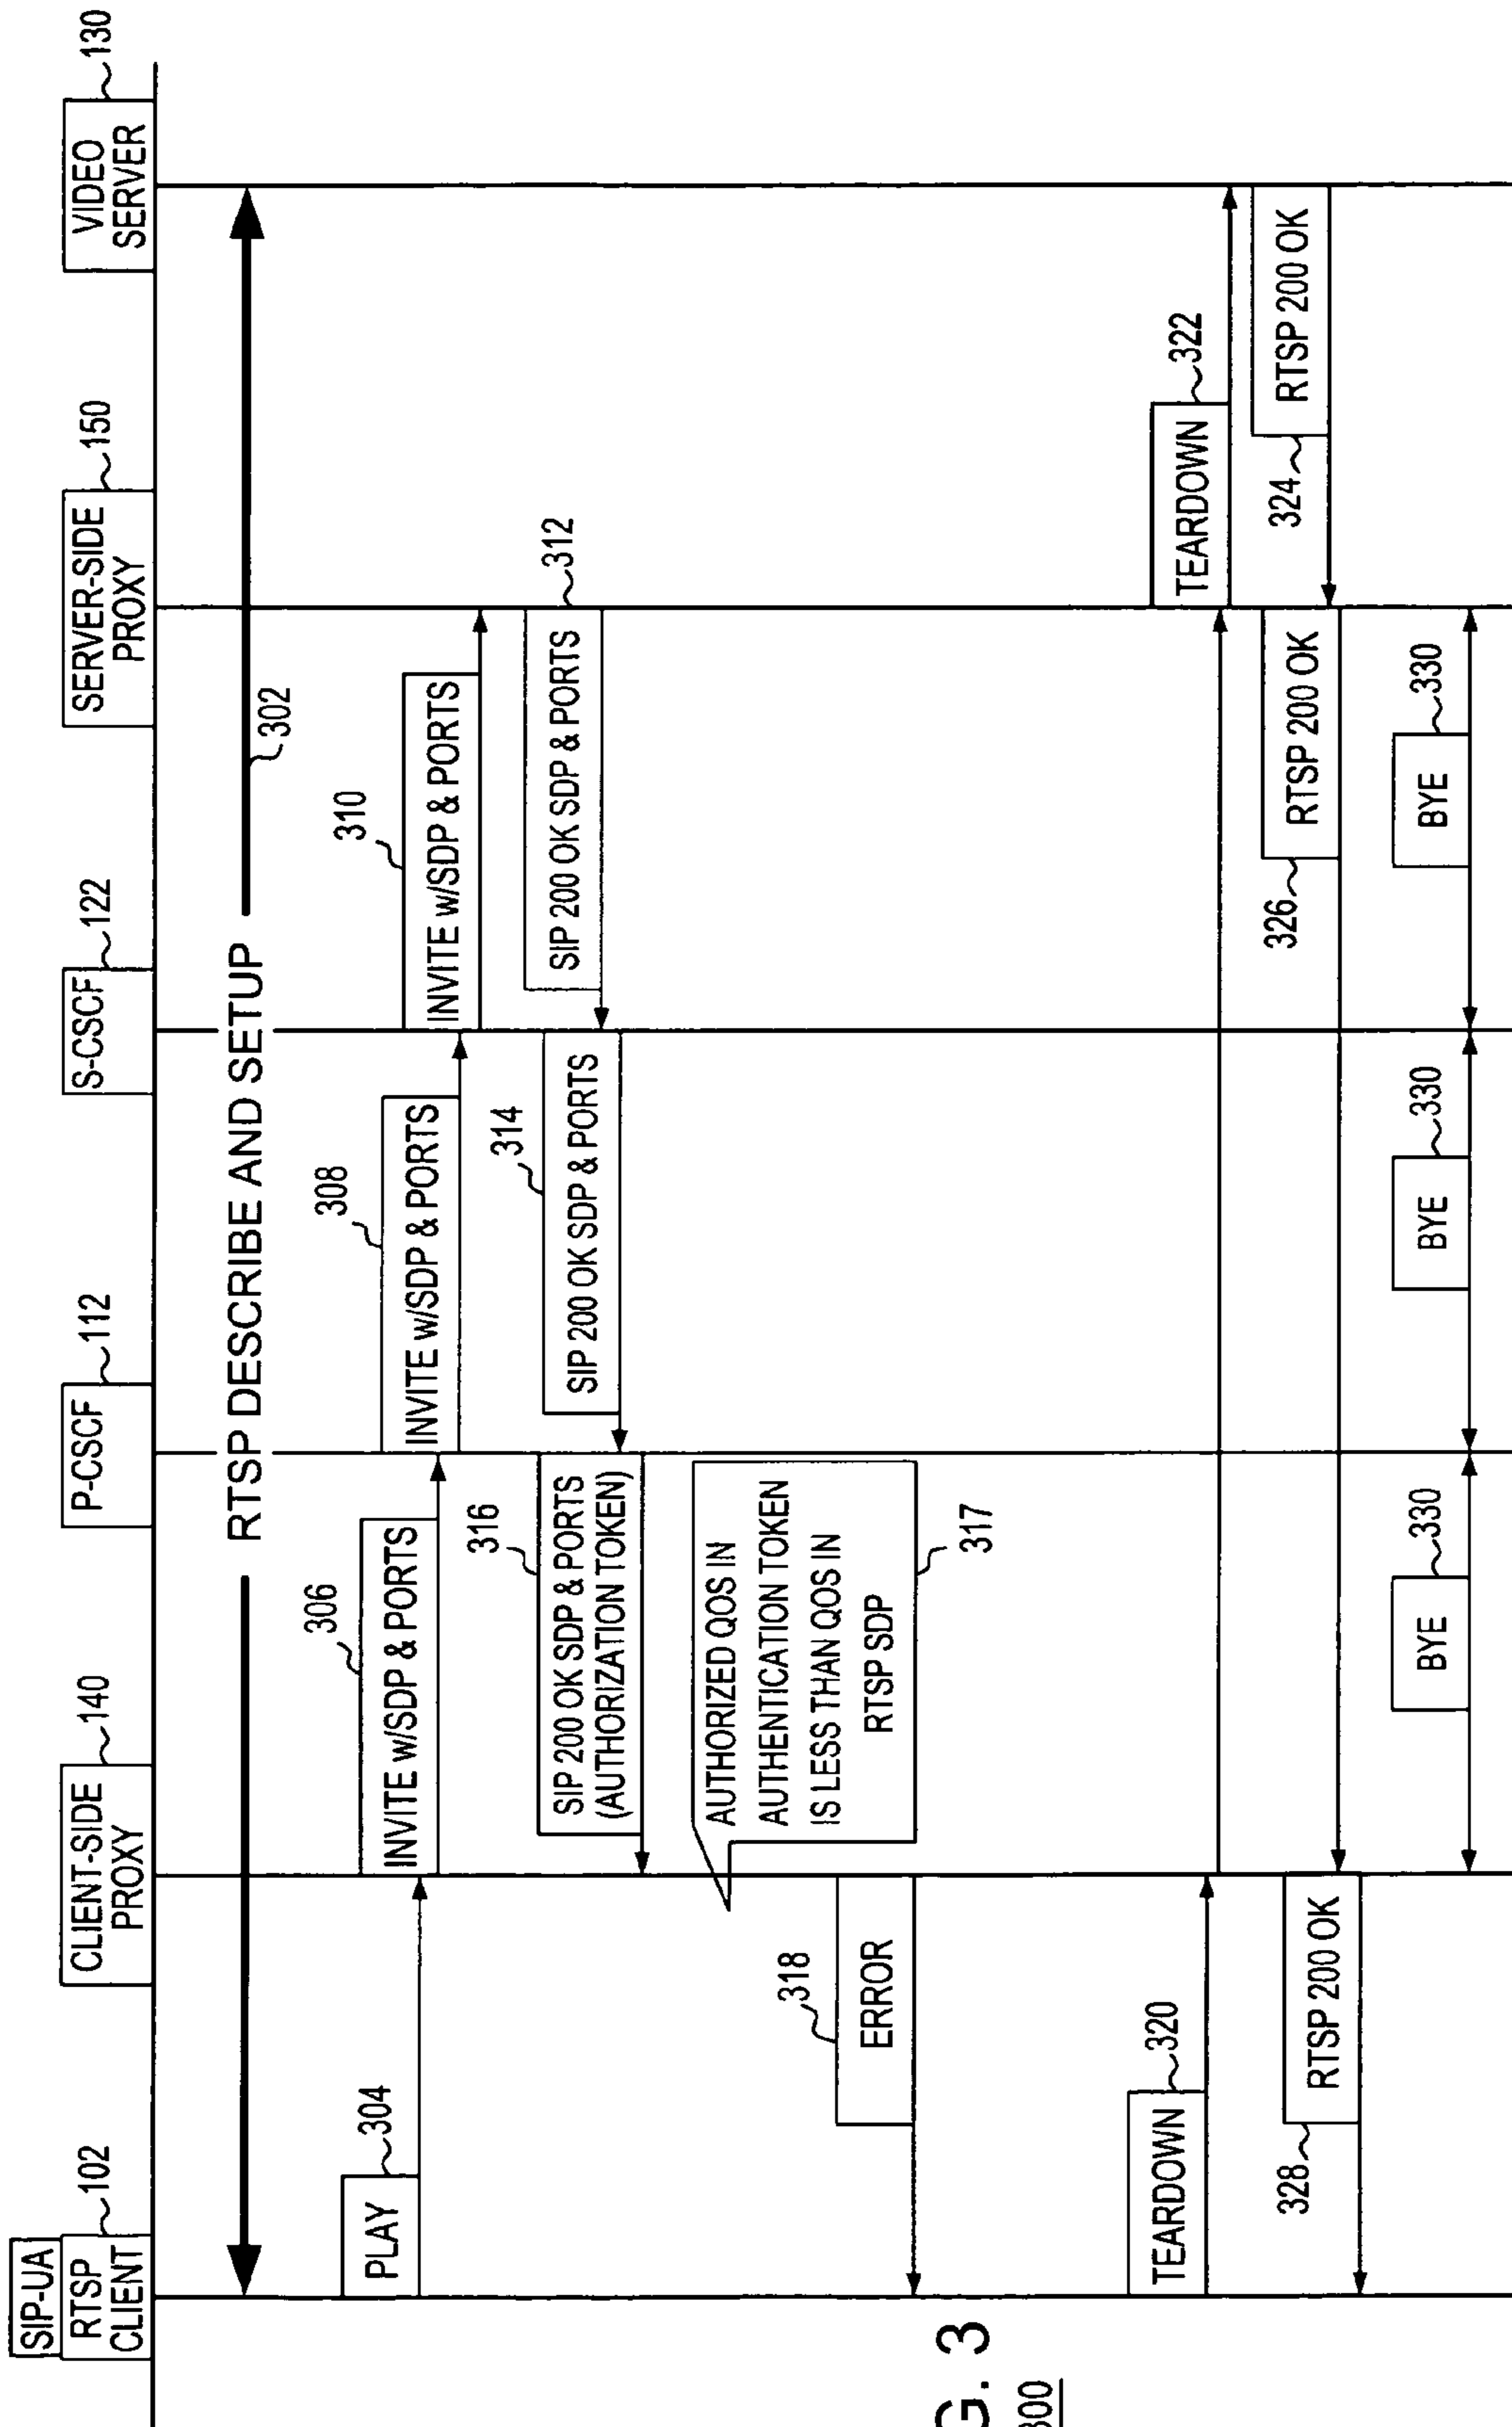 SIP-UA
RTSP
CLIENT
102
CLIENT-SIDE
PROXY
140
P-CSCF
112
S-CSCF
122
SERVER-SIDE
PROXY
150
VIDEO
SERVER
130
RTSP DESCRIBE AND SETUP
302
PLAY
304
INVITE w/SDP & PORTS
306
INVITE w/SDP & PORTS
308
INVITE w/SDP & PORTS
310
SIP 200 OK SDP & PORTS
312
SIP 200 OK SDP & PORTS
314
SIP 200 OK SDP & PORTS
(AUTHORIZATION TOKEN)
316
AUTHORIZED QOS IN
AUTHENTICATION TOKEN
IS LESS THAN QOS IN
RTSP SDP
317
ERROR
318
TEARDOWN
320
TEARDOWN
322
RTSP 200 OK
324
RTSP 200 OK
326
RTSP 200 OK
328
BYE
330
BYE
330
BYE
330
G. 3
300